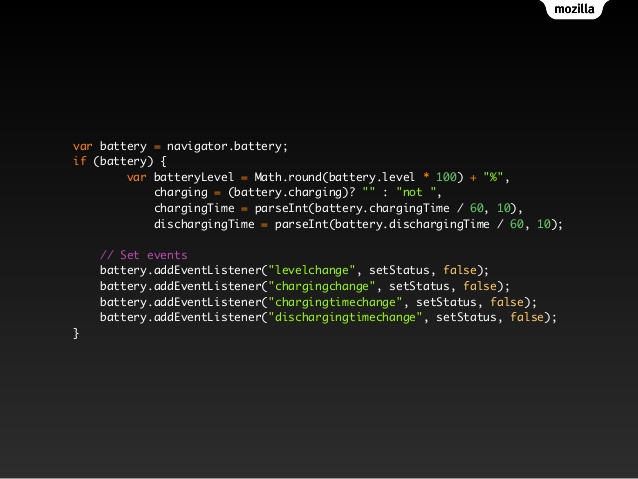 mozilla
var battery = navigator.battery;
if (battery) {
        var batteryLevel = Math.round(battery.level * 100) + "%",
            charging = (battery.charging)? "" : "not ",
            chargingTime = parseInt(battery.chargingTime / 60, 10),
            dischargingTime = parseInt(battery.dischargingTime / 60, 10);
    // Set events
    battery.addEventListener("levelchange", setStatus, false);
    battery.addEventListener("chargingchange", setStatus, false);
    battery.addEventListener("chargingtimechange", setStatus, false);
    battery.addEventListener("dischargingtimechange", setStatus, false);
}